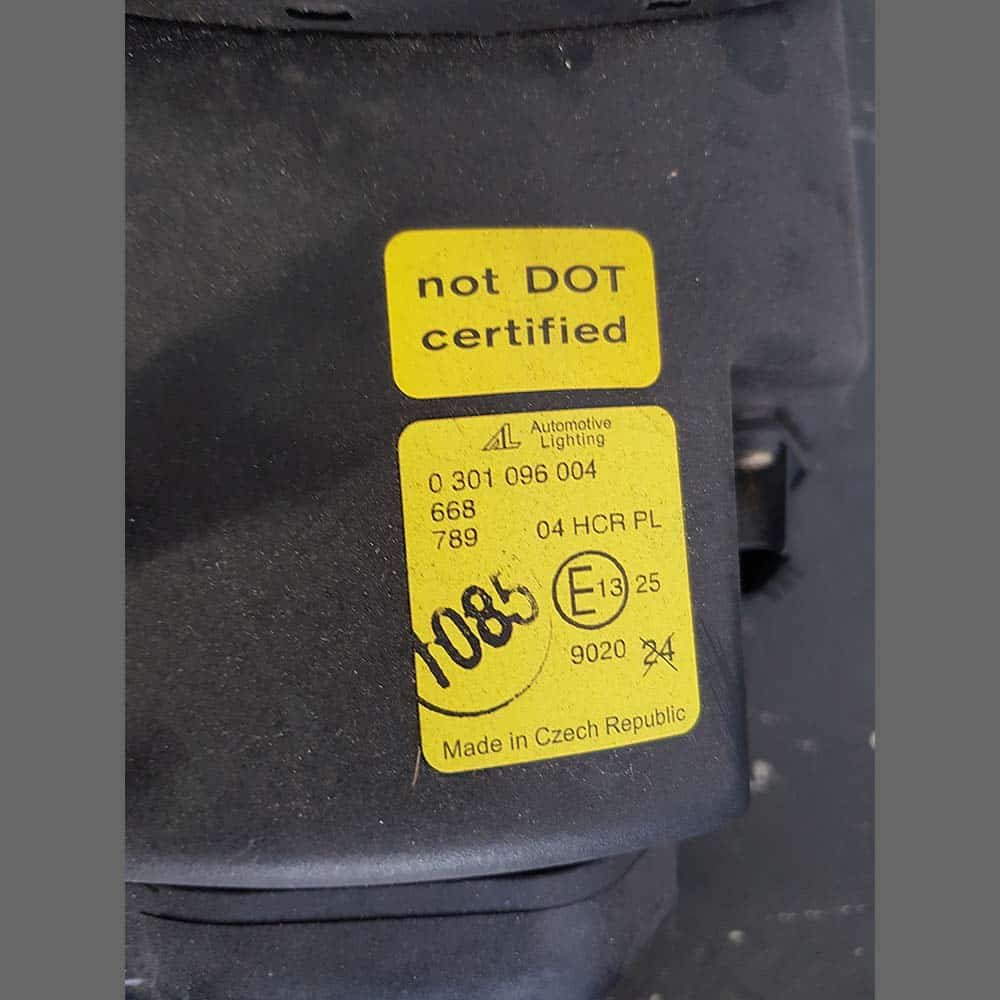 not DOT
certified
AL Automotive
Lighting
0 301 096 004
668
789 04 HCR PL
1085
E13 25
9020 24
Made in Czech Republic